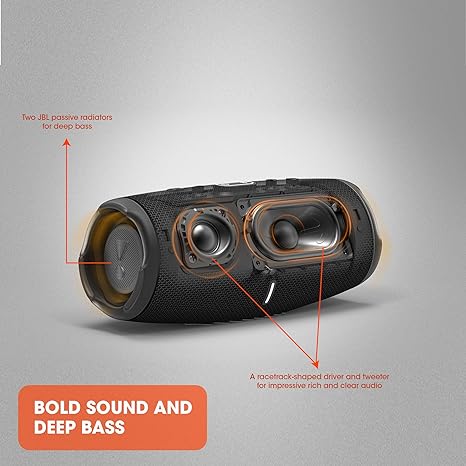 Two JBL passive radiators
for deep bass
A racetrack-shaped driver and tweeter
for impressive rich and clear audio
BOLD SOUND AND
DEEP BASS